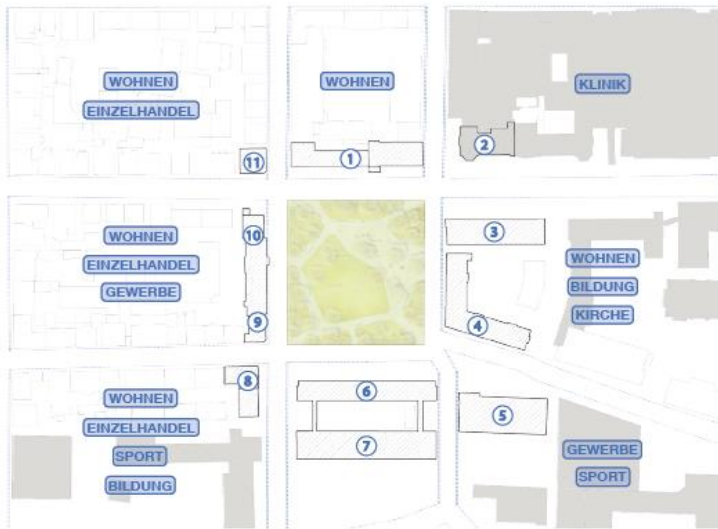 WOHNEN
EINZELHANDEL
11
WOHNEN
1
KLINIK
2
WOHNEN
EINZELHANDEL
GEWERBE
10
9
3
4
WOHNEN
BILDUNG
KIRCHE
8
WOHNEN
EINZELHANDEL
SPORT
BILDUNG
6
7
5
GEWERBE
SPORT